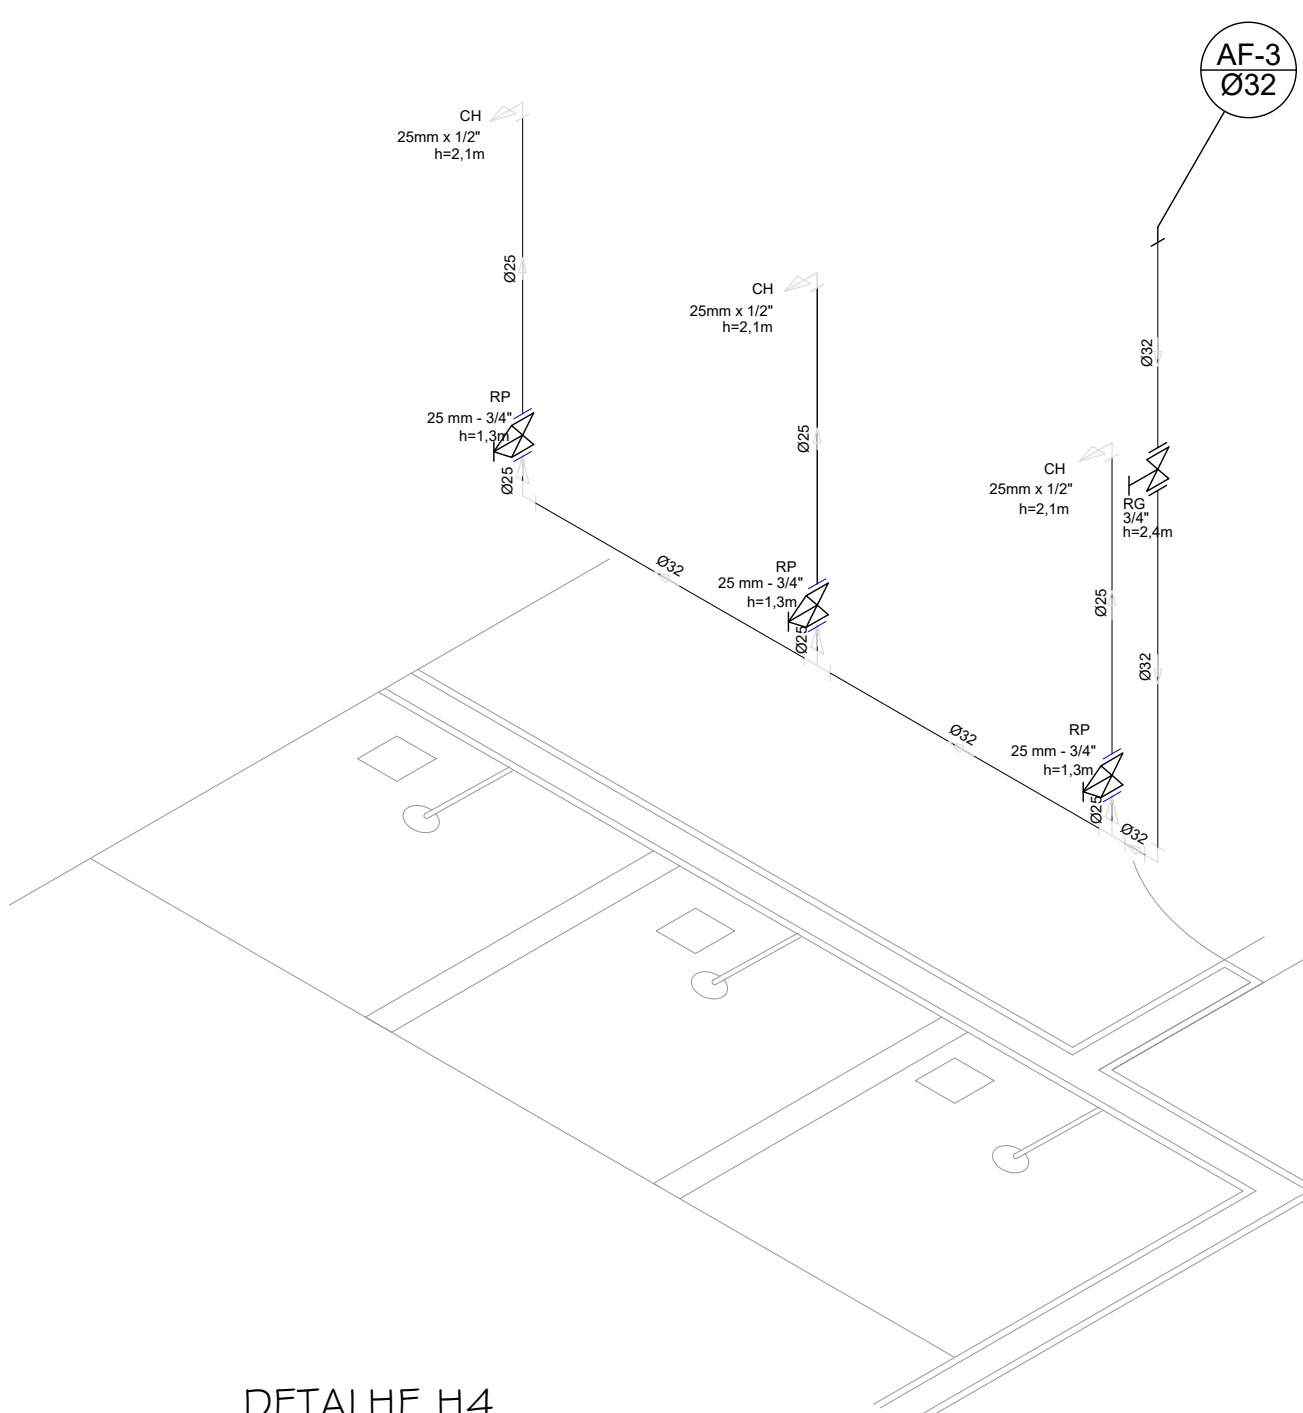 AF-3
Ø32
CH
25mm x 1/2"
h=2,1m
Ø25
RP
25 mm - 3/4"
h=1,3m
Ø25
CH
25mm x 1/2"
h=2,1m
Ø25
RP
25 mm - 3/4"
h=1,3m
Ø25
Ø32
CH
25mm x 1/2"
h=2,1m
Ø25
RP
25 mm - 3/4"
h=1,3m
Ø25
Ø32
Ø32
RG
3/4"
h=2,4m
Ø32
Ø32
DETALHE H4